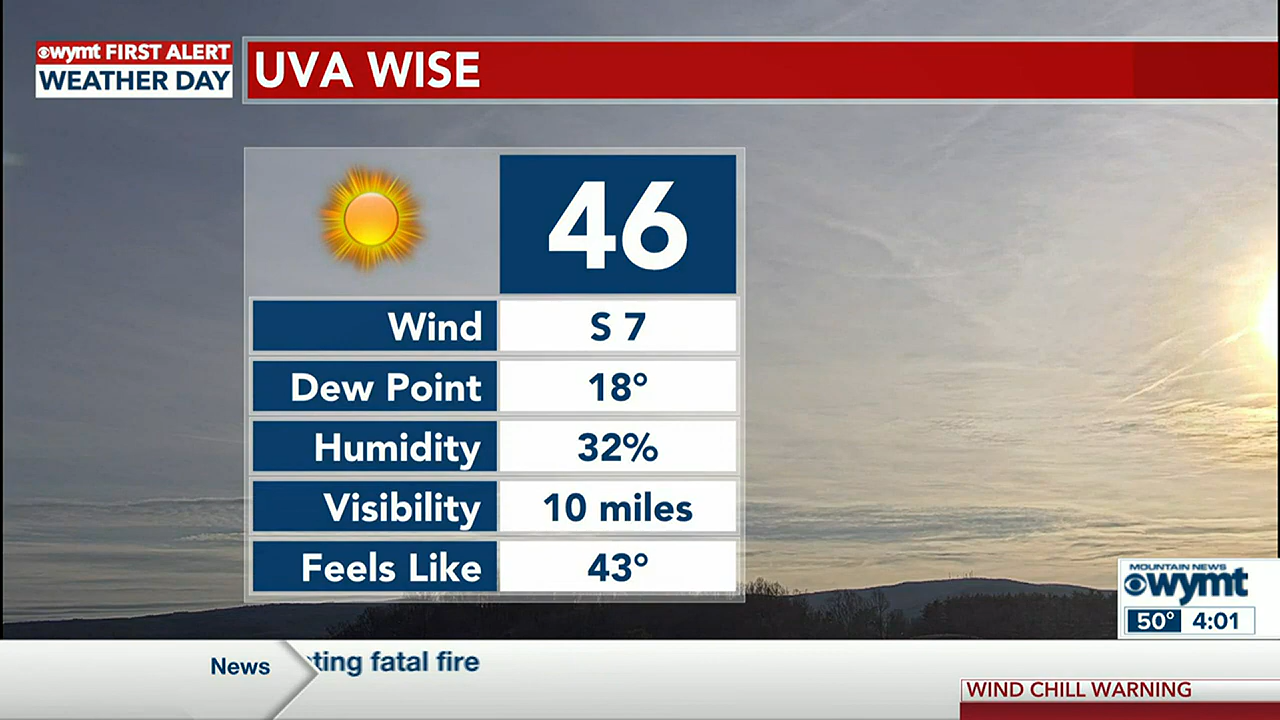 wymt FIRST ALERT
WEATHER DAY
UVA WISE
46
Wind S 7
Dew Point 18°
Humidity 32%
Visibility 10 miles
Feels Like 43°
MOUNTAIN NEWS
wymt
50° 4:01
News ting fatal fire
WIND CHILL WARNING